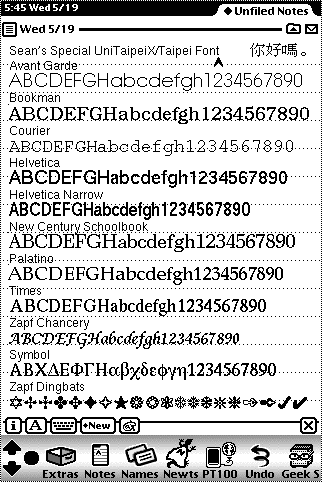 5:45 Wed 5/19
Unfiled Notes
Wed 5/19
Sean's Special UniTaipeiX/Taipei Font 你好嗎。
Avant Garde
ABCDEFGHabcdefgh1234567890
Bookman
ABCDEFGHabcdefgh1234567890
Courier
ABCDEFGHabcdefgh1234567890
Helvetica
ABCDEFGHabcdefgh1234567890
Helvetica Narrow
ABCDEFGHabcdefgh1234567890
New Century Schoolbook
ABCDEFGHabcdefgh1234567890
Palatino
ABCDEFGHabcdefgh1234567890
Times
ABCDEFGHabcdefgh1234567890
Zapf Chancery
ABCDEFGHabcdefgh1234567890
Symbol
ΑΒΧΔΕΦΓΗαβχδεφγη1234567890
Zapf Dingbats
i A New
Extras Notes Names Newts PT100 Undo Geek S